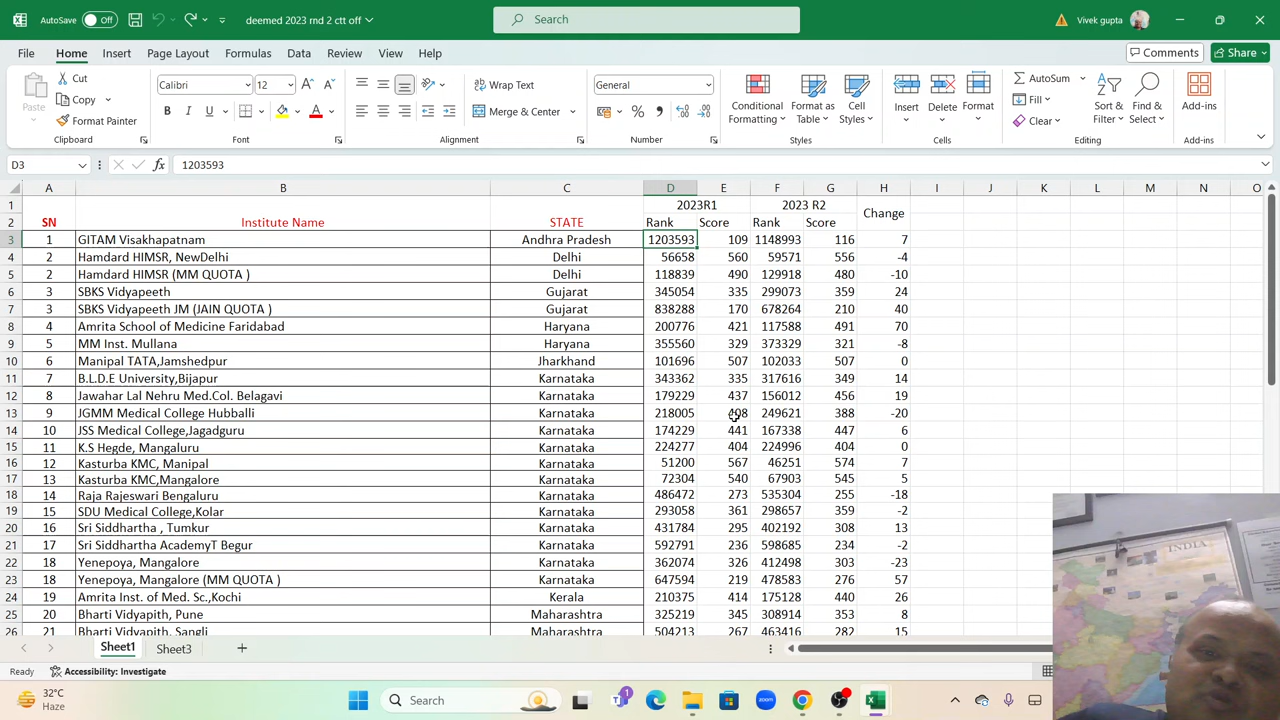 AutoSave Off deemed 2023 rnd 2 ctt off Search Vivek gupta
File Home Insert Page Layout Formulas Data Review View Help Comments Share
Paste Cut Copy Format Painter Clipboard
Calibri 12 B I U A Font
Wrap Text Merge & Center Alignment
General % , Number
Conditional Formatting Format as Table Cell Styles Styles
Insert Delete Format Cells
AutoSum Fill Clear Sort & Filter Find & Select Editing
Add-ins Add-ins
D3 fx 1203593
A B C D E F G H I J K L M N O
1 2023R1 2023 R2 Change
2 SN Institute Name STATE Rank Score Rank Score
3 1 GITAM Visakhapatnam Andhra Pradesh 1203593 109 1148993 116 7
4 2 Hamdard HIMSR, NewDelhi Delhi 56658 560 59571 556 -4
5 2 Hamdard HIMSR (MM QUOTA ) Delhi 118839 490 129918 480 -10
6 3 SBKS Vidyapeeth Gujarat 345054 335 299073 359 24
7 3 SBKS Vidyapeeth JM (JAIN QUOTA ) Gujarat 838288 170 678264 210 40
8 4 Amrita School of Medicine Faridabad Haryana 200776 421 117588 491 70
9 5 MM Inst. Mullana Haryana 355560 329 373329 321 -8
10 6 Manipal TATA,Jamshedpur Jharkhand 101696 507 102033 507 0
11 7 B.L.D.E University,Bijapur Karnataka 343362 335 317616 349 14
12 8 Jawahar Lal Nehru Med.Col. Belagavi Karnataka 179229 437 156012 456 19
13 9 JGMM Medical College Hubballi Karnataka 218005 408 249621 388 -20
14 10 JSS Medical College,Jagadguru Karnataka 174229 441 167338 447 6
15 11 K.S Hegde, Mangaluru Karnataka 224277 404 224996 404 0
16 12 Kasturba KMC, Manipal Karnataka 51200 567 46251 574 7
17 13 Kasturba KMC,Mangalore Karnataka 72304 540 67903 545 5
18 14 Raja Rajeswari Bengaluru Karnataka 486472 273 535304 255 -18
19 15 SDU Medical College,Kolar Karnataka 293058 361 298657 359 -2
20 16 Sri Siddhartha , Tumkur Karnataka 431784 295 402192 308 13
21 17 Sri Siddhartha AcademyT Begur Karnataka 592791 236 598685 234 -2
22 18 Yenepoya, Mangalore Karnataka 362074 326 412498 303 -23
23 18 Yenepoya, Mangalore (MM QUOTA ) Karnataka 647594 219 478583 276 57
24 19 Amrita Inst. of Med. Sc.,Kochi Kerala 210375 414 175128 440 26
25 20 Bharti Vidyapith, Pune Maharashtra 325219 345 308914 353 8
26 21 Bharti Vidyapith, Sangli Maharashtra 504213 267 463416 282 15
Sheet1 Sheet3
Ready Accessibility: Investigate
32°C Haze Search
INDIA